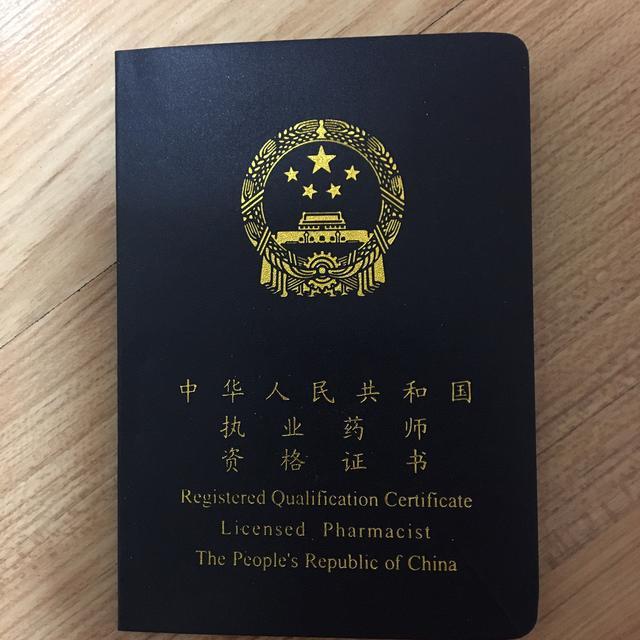 中华人民共和国
执业药师
资格证书
Registered Qualification Certificate
Licensed Pharmacist
The People's Republic of China